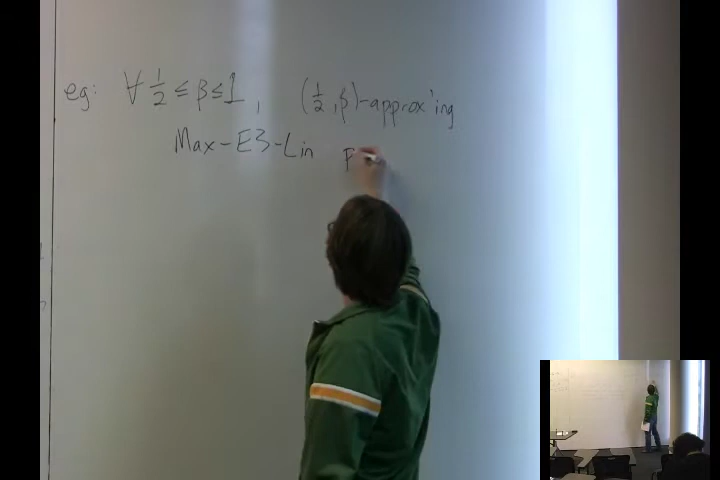 eg: ∀ 1/2 ≤ β ≤ 1, (1/2, β)-approx'ing
Max-E3-Lin